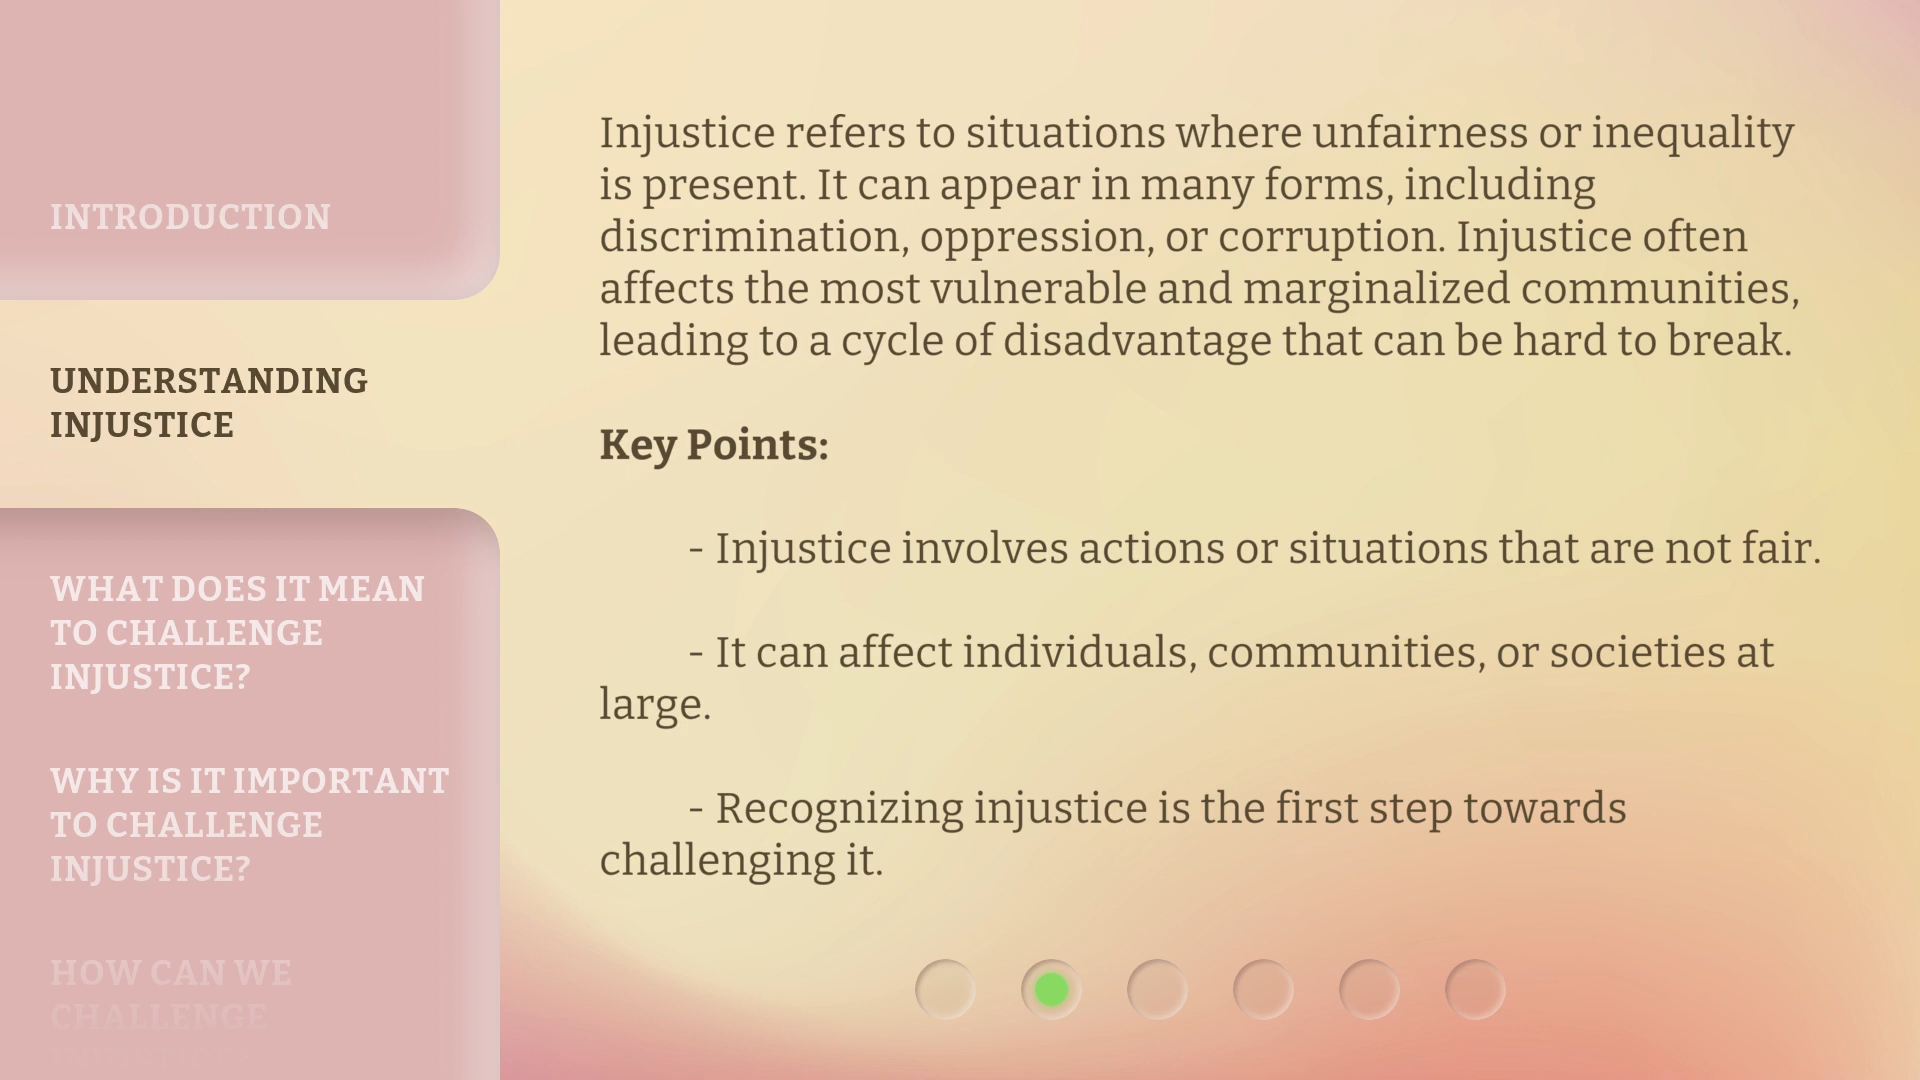 INTRODUCTION
UNDERSTANDING
INJUSTICE
WHAT DOES IT MEAN
TO CHALLENGE
INJUSTICE?
WHY IS IT IMPORTANT
TO CHALLENGE
INJUSTICE?
HOW CAN WE
CHALLENGE
Injustice refers to situations where unfairness or inequality
is present. It can appear in many forms, including
discrimination, oppression, or corruption. Injustice often
affects the most vulnerable and marginalized communities,
leading to a cycle of disadvantage that can be hard to break.
Key Points:
- Injustice involves actions or situations that are not fair.
- It can affect individuals, communities, or societies at
large.
- Recognizing injustice is the first step towards
challenging it.